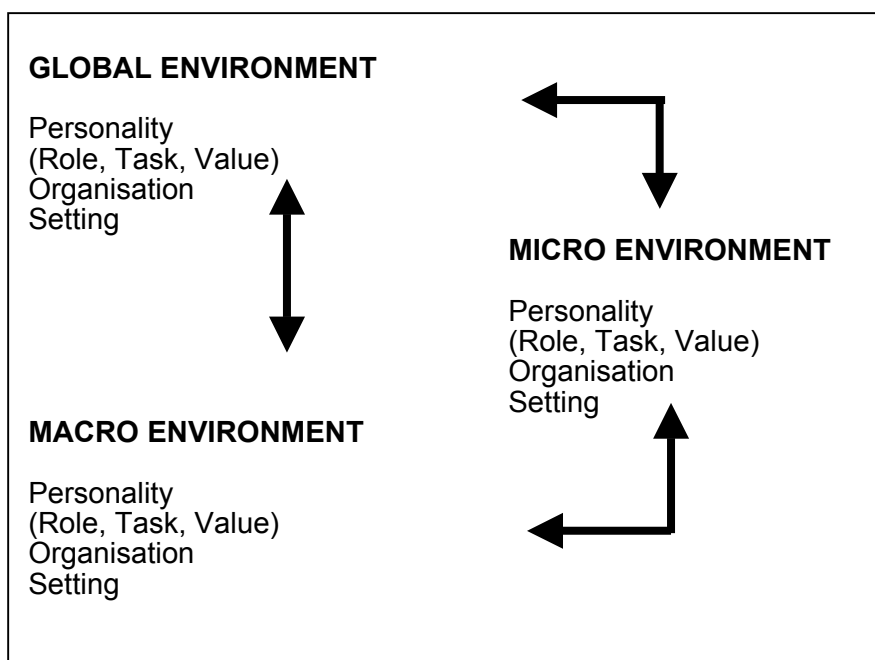 GLOBAL ENVIRONMENT
Personality
(Role, Task, Value)
Organisation
Setting
MICRO ENVIRONMENT
Personality
(Role, Task, Value)
Organisation
Setting
MACRO ENVIRONMENT
Personality
(Role, Task, Value)
Organisation
Setting